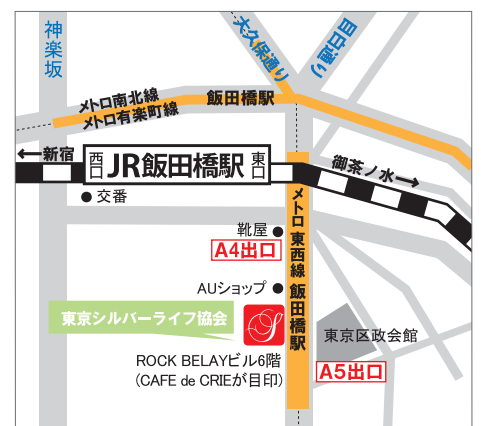 神楽坂
大久保通り
目白通り
メトロ南北線
メトロ有楽町線
飯田橋駅
←新宿
西口
JR飯田橋駅
東口
御茶ノ水→
交番
靴屋
A4出口
メトロ 東西線 飯田橋駅
AUショップ
東京シルバーライフ協会
東京区政会館
ROCK BELAYビル6階
(CAFE de CRIEが目印)
A5出口